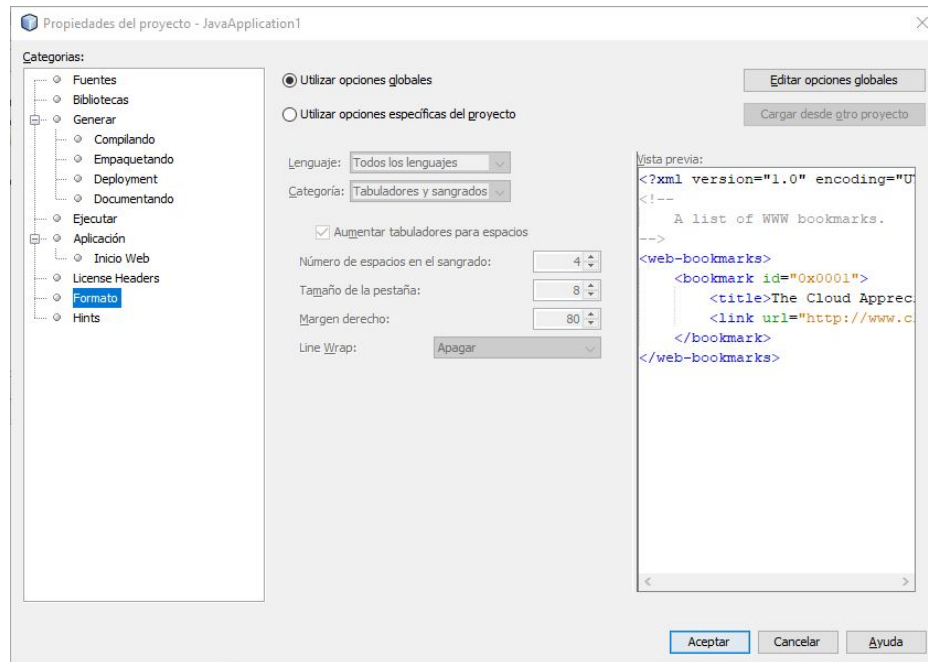 Propiedades del proyecto - JavaApplication1
Categorias:
Fuentes
Bibliotecas
Generar
Compilando
Empaquetando
Deployment
Documentando
Ejecutar
Aplicación
Inicio Web
License Headers
Formato
Hints
Utilizar opciones globales
Editar opciones globales
Utilizar opciones específicas del proyecto
Cargar desde otro proyecto
Lenguaje: Todos los lenguajes
Categoría: Tabuladores y sangrados
Aumentar tabuladores para espacios
Número de espacios en el sangrado: 4
Tamaño de la pestaña: 8
Margen derecho: 80
Line Wrap: Apagar
Vista previa:
<?xml version="1.0" encoding="U
<!--
A list of WWW bookmarks.
-->
<web-bookmarks>
<bookmark id="0x0001">
<title>The Cloud Apprec
<link url="http://www.c
</bookmark>
</web-bookmarks>
Aceptar
Cancelar
Ayuda